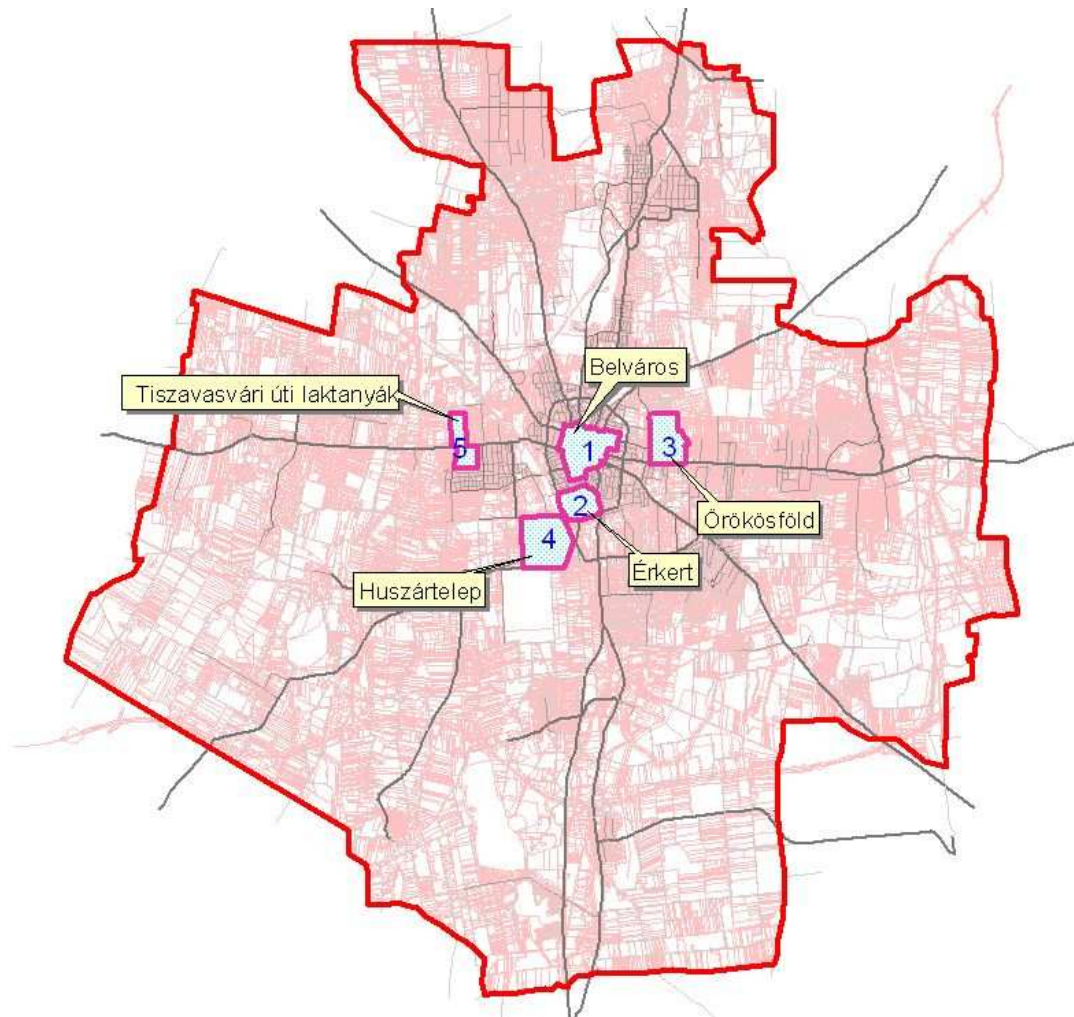 Belváros
Tiszavasvári úti laktanyák
5
1
3
2
Örökösföld
4
Érkert
Huszártelep